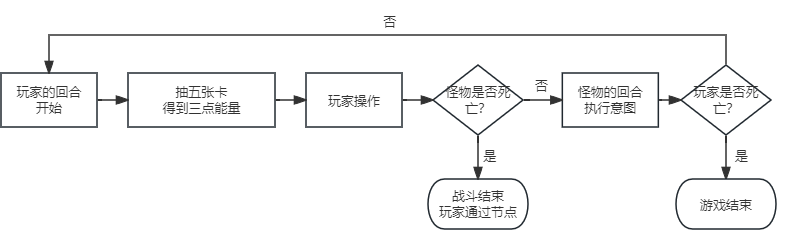 否
玩家的回合
开始
抽五张卡
得到三点能量
玩家操作
怪物是否死
亡?
否
怪物的回合
执行意图
玩家是否死
亡?
是
是
战斗结束
玩家通过节点
游戏结束